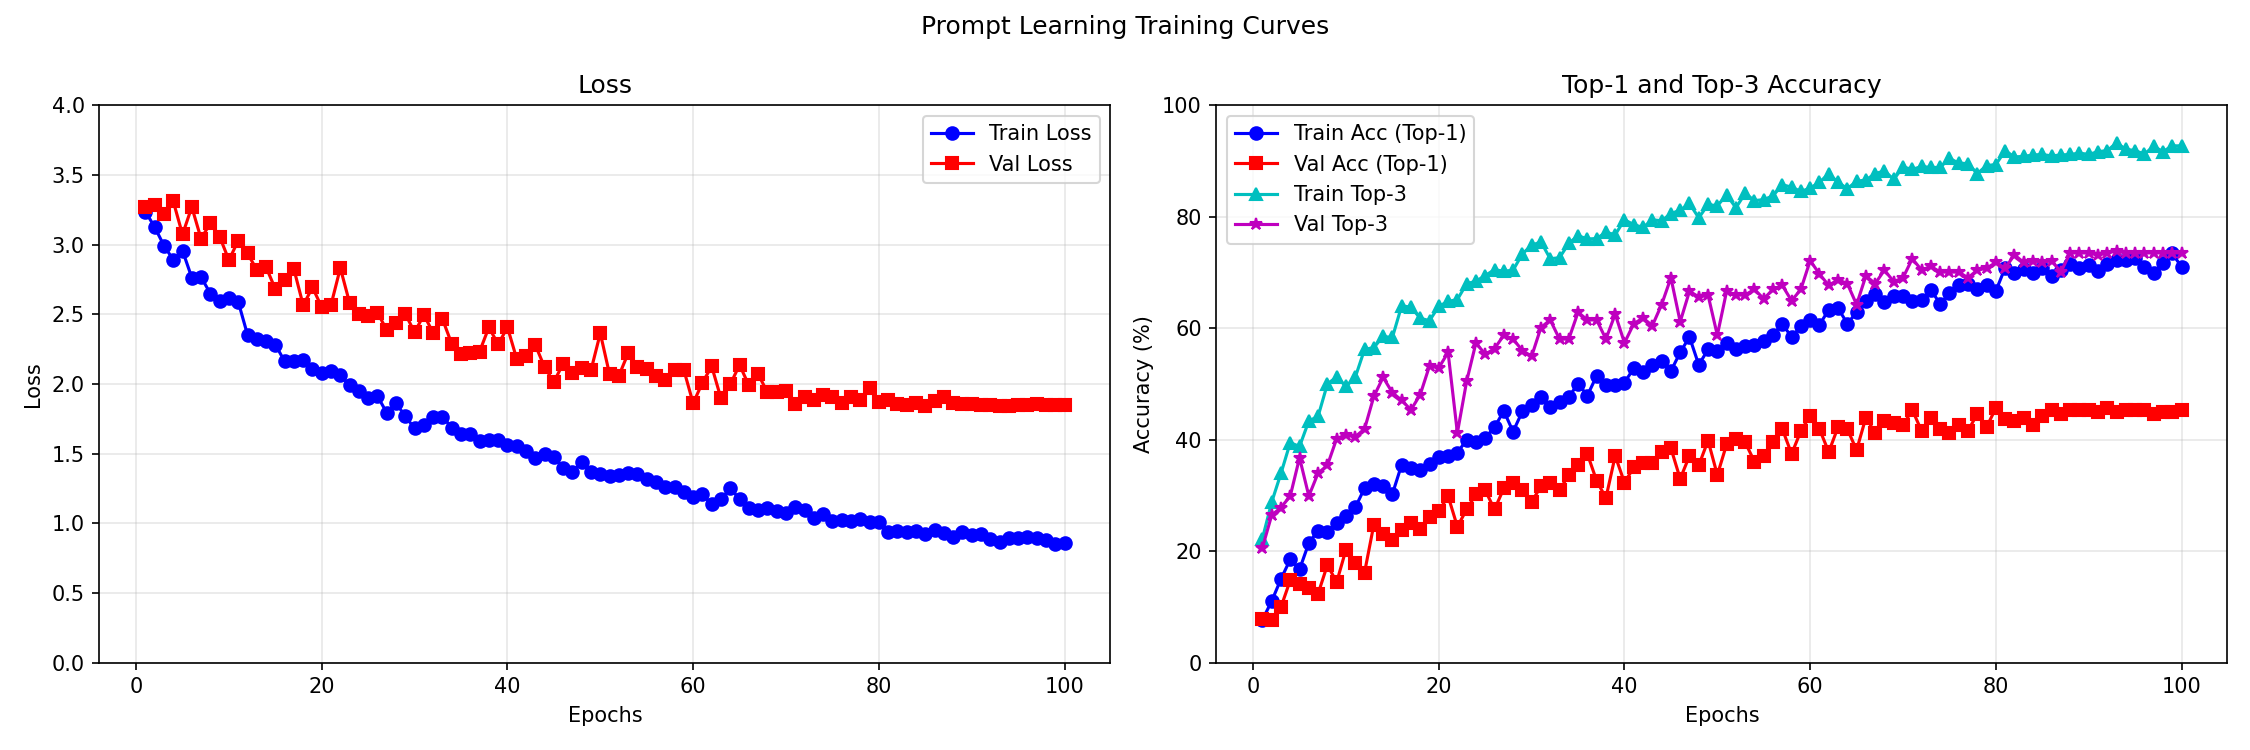 Prompt Learning Training Curves
Loss
4.0
3.5
3.0
2.5
2.0
1.5
1.0
0.5
0.0
Loss
0
20
40
60
80
100
Epochs
Train Loss
Val Loss
Top-1 and Top-3 Accuracy
100
80
60
40
20
0
Accuracy (%)
0
20
40
60
80
100
Epochs
Train Acc (Top-1)
Val Acc (Top-1)
Train Top-3
Val Top-3